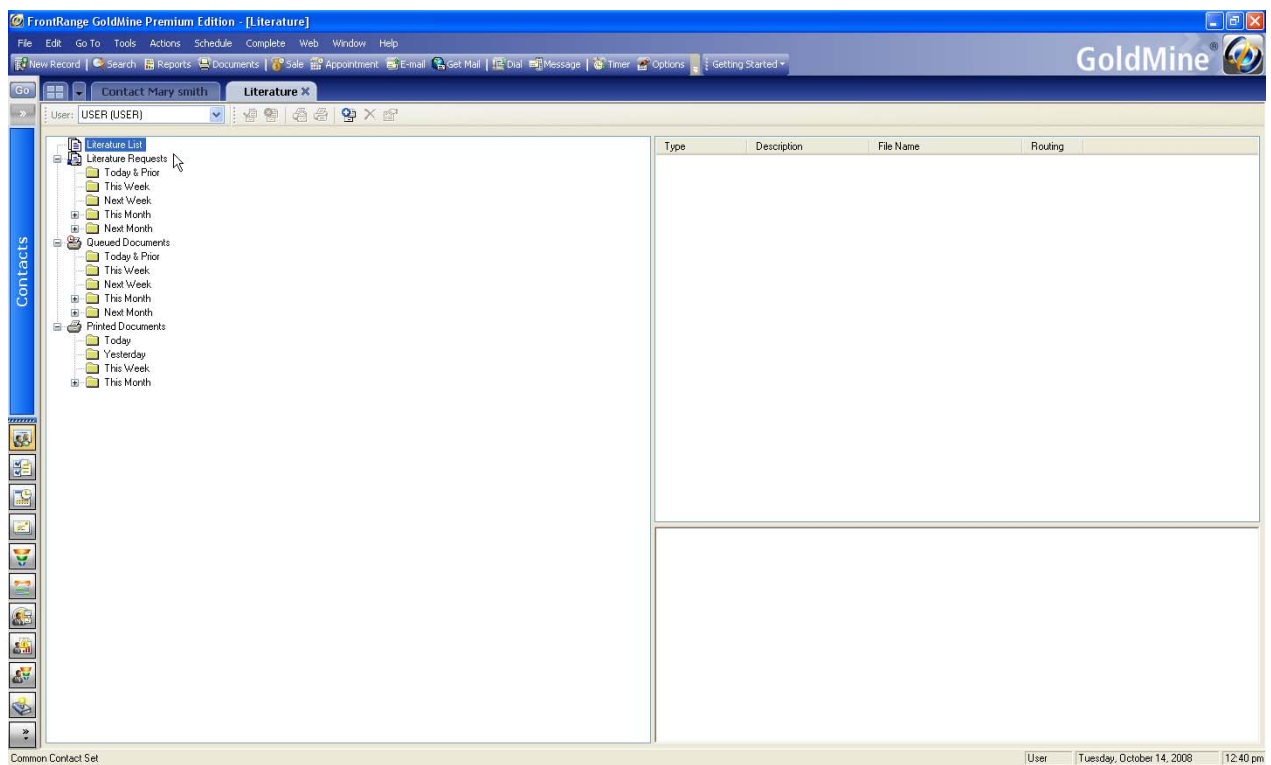 FrontRange GoldMine Premium Edition - [Literature]
File Edit Go To Tools Actions Schedule Complete Web Window Help
New Record | Search Reports Documents | Sale Appointment E-mail Get Mail | Dial Message | Timer Options Getting Started
GoldMine®
Go Contact Mary smith Literature
» User: USER (USER)
Literature List
Literature Requests
Today & Prior
This Week
Next Week
This Month
Next Month
Queued Documents
Today & Prior
This Week
Next Week
This Month
Next Month
Printed Documents
Today
Yesterday
This Week
This Month
Type Description File Name Routing
Contacts
»
Common Contact Set User Tuesday, October 14, 2008 12:40 pm